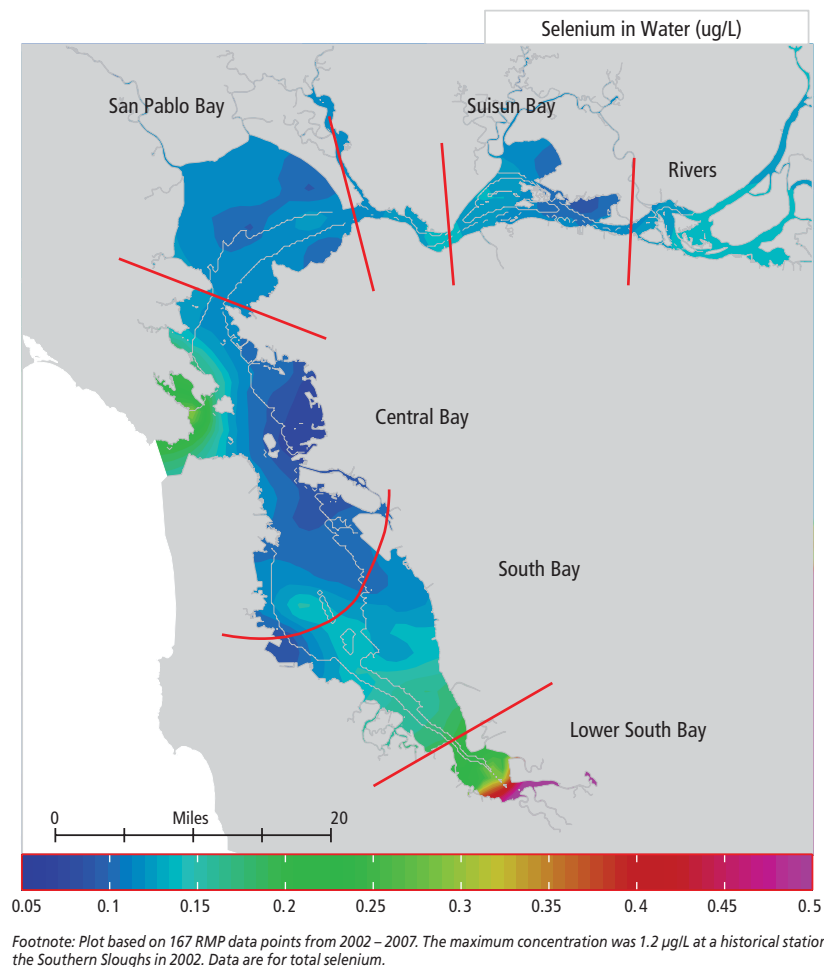 Selenium in Water (ug/L)
San Pablo Bay
Suisun Bay
Rivers
Central Bay
South Bay
Lower South Bay
0 Miles 20
0.05 0.1 0.15 0.2 0.25 0.3 0.35 0.4 0.45 0.5
Footnote: Plot based on 167 RMP data points from 2002 – 2007. The maximum concentration was 1.2 µg/L at a historical station
the Southern Sloughs in 2002. Data are for total selenium.